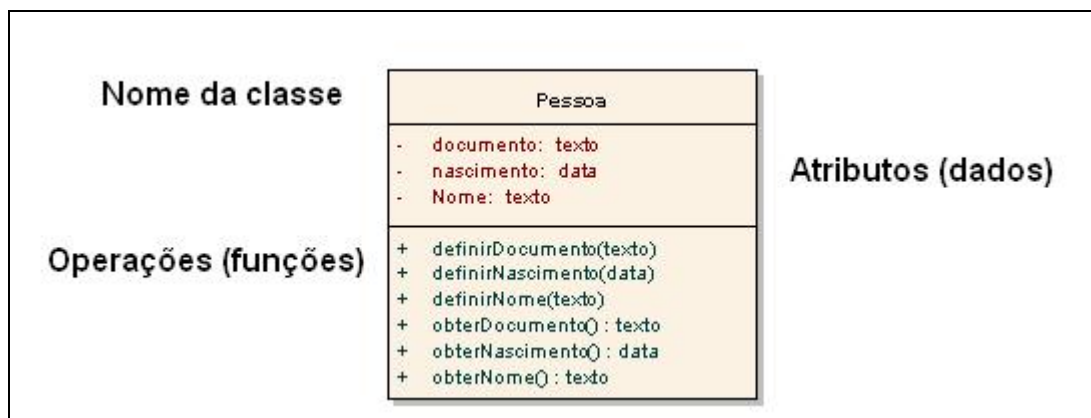 Nome da classe
Pessoa
- documento: texto
- nascimento: data
- Nome: texto
Atributos (dados)
Operações (funções)
+ definirDocumento(texto)
+ definirNascimento(data)
+ definirNome(texto)
+ obterDocumento() : texto
+ obterNascimento() : data
+ obterNome() : texto